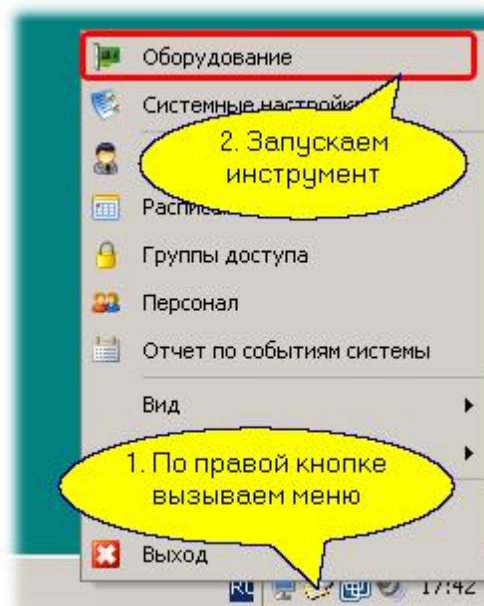 Оборудование
Системные настройки
2. Запускаем
инструмент
Группы доступа
Персонал
Отчет по событиям системы
Вид
1. По правой кнопке
вызываем меню
Выход
RU
17:42